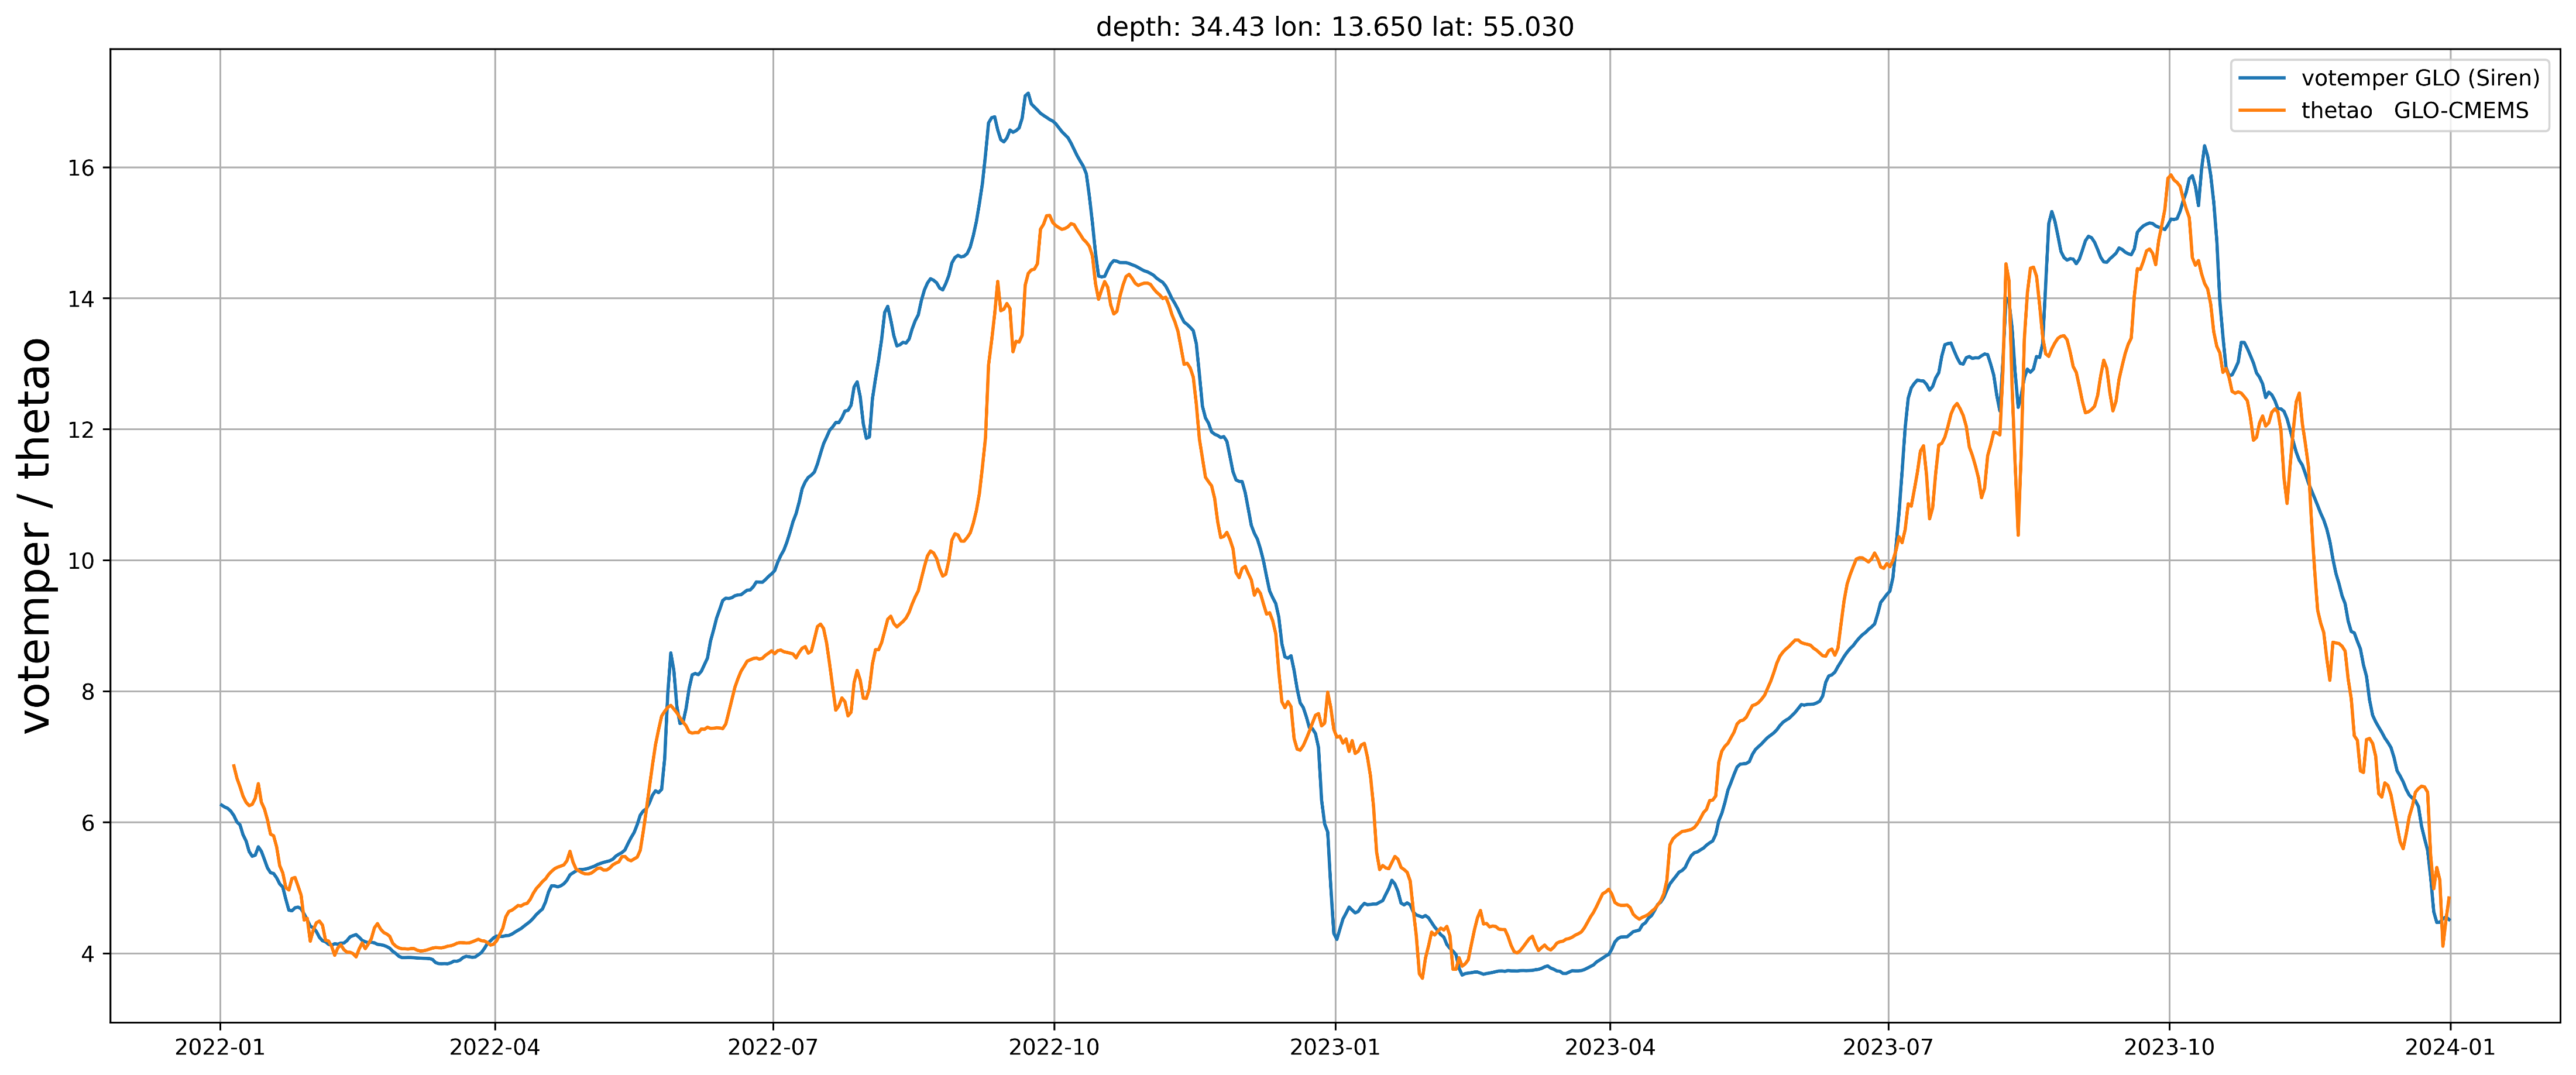 depth: 34.43 lon: 13.650 lat: 55.030
votemper / thetao
votemper GLO (Siren)
thetao GLO-CMEMS
16
14
12
10
8
6
4
2022-01 2022-04 2022-07 2022-10 2023-01 2023-04 2023-07 2023-10 2024-01